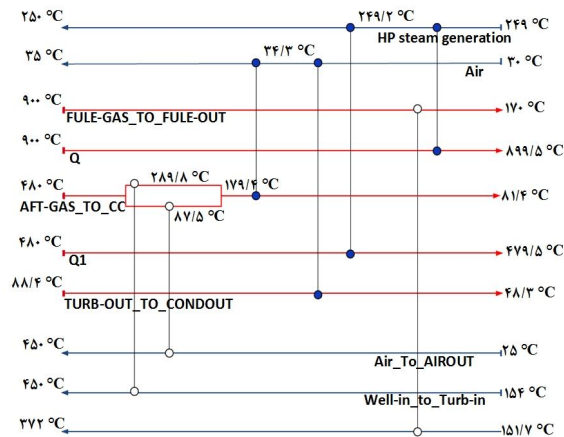 ۲۵۰ °C ۲۴۹/۲ °C ۲۴۹ °C
HP steam generation
۳۵ °C ۳۴/۳ °C ۳۰ °C
Air
۹۰۰ °C ۱۷۰ °C
FULE-GAS_TO_FULE-OUT
۹۰۰ °C ۸۹۹/۵ °C
Q
۴۸۰ °C ۲۸۹/۸ °C ۱۷۹/۴ °C ۸۱/۴ °C
AFT-GAS_TO_CC ۸۷/۵ °C
۴۸۰ °C ۴۷۹/۵ °C
Q1
۸۸/۴ °C ۴۸/۳ °C
TURB-OUT_TO_CONDOUT
۴۵۰ °C ۲۵ °C
Air_To_AIROUT
۴۵۰ °C ۱۵۴ °C
Well-in_to_Turb-in
۳۷۲ °C ۱۵۱/۷ °C